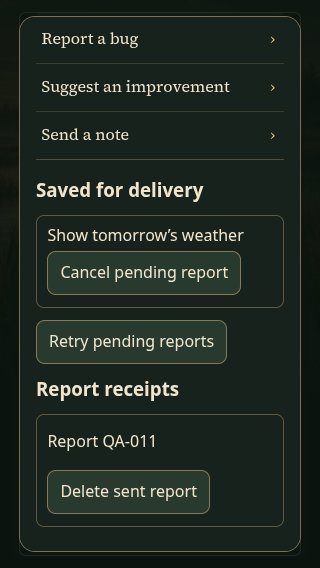 Report a bug ›
Suggest an improvement ›
Send a note ›
Saved for delivery
Show tomorrow’s weather
Cancel pending report
Retry pending reports
Report receipts
Report QA-011
Delete sent report